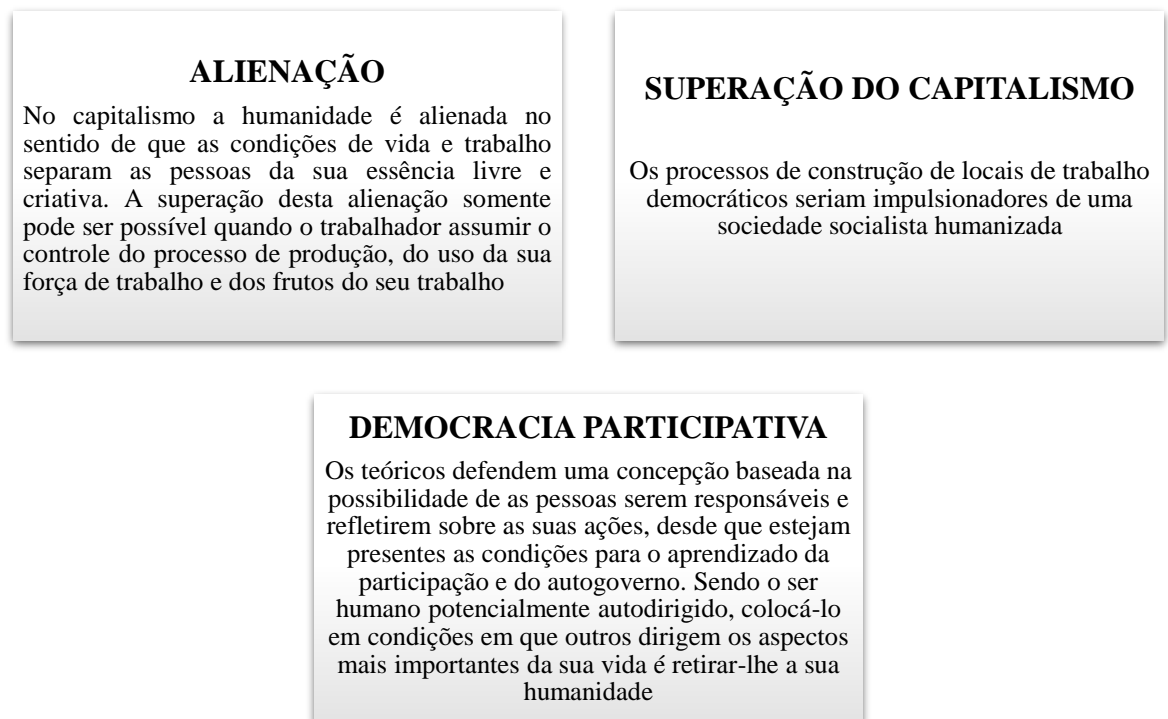 ALIENAÇÃO
No capitalismo a humanidade é alienada no
sentido de que as condições de vida e trabalho
separam as pessoas da sua essência livre e
criativa. A superação desta alienação somente
pode ser possível quando o trabalhador assumir o
controle do processo de produção, do uso da sua
força de trabalho e dos frutos do seu trabalho
SUPERAÇÃO DO CAPITALISMO
Os processos de construção de locais de trabalho
democráticos seriam impulsionadores de uma
sociedade socialista humanizada
DEMOCRACIA PARTICIPATIVA
Os teóricos defendem uma concepção baseada na
possibilidade de as pessoas serem responsáveis e
refletirem sobre as suas ações, desde que estejam
presentes as condições para o aprendizado da
participação e do autogoverno. Sendo o ser
humano potencialmente autodirigido, colocá-lo
em condições em que outros dirigem os aspectos
mais importantes da sua vida é retirar-lhe a sua
humanidade